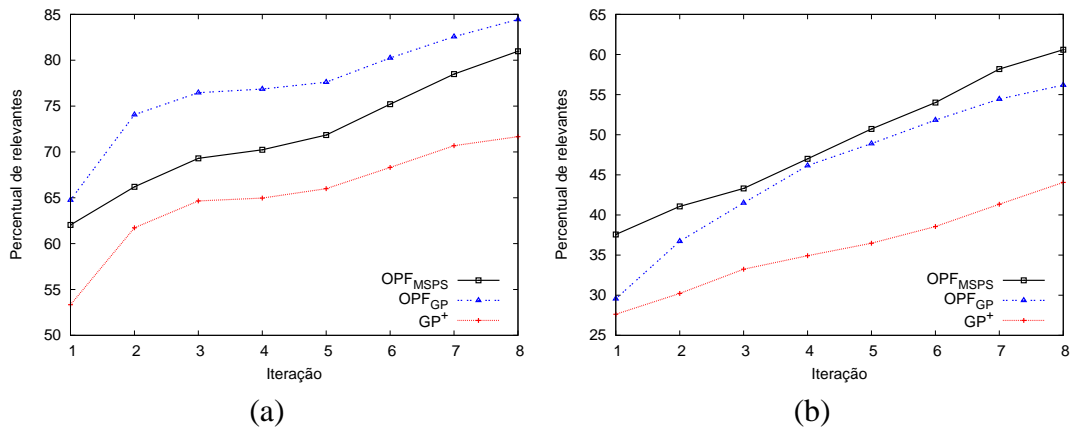 85
80
75
70
65
60
55
50
Percentual de relevantes
OPF_MSPS
OPF_GP
GP^+
1 2 3 4 5 6 7 8
Iteração
(a)
65
60
55
50
45
40
35
30
25
Percentual de relevantes
OPF_MSPS
OPF_GP
GP^+
1 2 3 4 5 6 7 8
Iteração
(b)